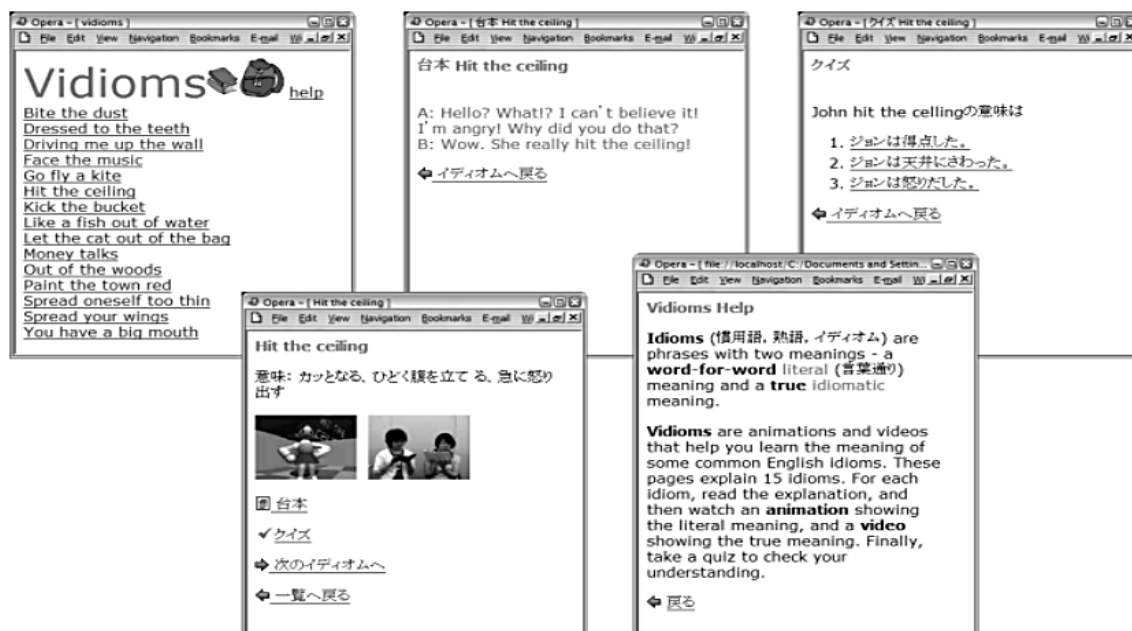 Opera - [ vidioms ]
File Edit View Navigation Bookmarks E-mail Wi
Vidioms help
Bite the dust
Dressed to the teeth
Driving me up the wall
Face the music
Go fly a kite
Hit the ceiling
Kick the bucket
Like a fish out of water
Let the cat out of the bag
Money talks
Out of the woods
Paint the town red
Spread oneself too thin
Spread your wings
You have a big mouth
Opera - [ 台本 Hit the ceiling ]
File Edit View Navigation Bookmarks E-mail Wi
台本 Hit the ceiling
A: Hello? What!? I can't believe it!
I'm angry! Why did you do that?
B: Wow. She really hit the ceiling!
イディオムへ戻る
Opera - [ クイズ Hit the ceiling ]
File Edit View Navigation Bookmarks E-mail Wi
クイズ
John hit the cellingの意味は
1. ジョンは得点した。
2. ジョンは天井にさわった。
3. ジョンは怒りだした。
イディオムへ戻る
Opera - [ Hit the ceiling ]
File Edit View Navigation Bookmarks E-mail Wi
Hit the ceiling
意味: カッとなる、ひどく腹を立て る、急に怒り
出す
台本
クイズ
次のイディオムへ
一覧へ戻る
Opera - [ file://localhost/C:/Documents and Settin...
File Edit View Navigation Bookmarks E-mail Wi
Vidioms Help
Idioms (慣用語, 熟語, イディオム) are
phrases with two meanings - a
word-for-word literal (言葉通り)
meaning and a true idiomatic
meaning.
Vidioms are animations and videos
that help you learn the meaning of
some common English idioms. These
pages explain 15 idioms. For each
idiom, read the explanation, and
then watch an animation showing
the literal meaning, and a video
showing the true meaning. Finally,
take a quiz to check your
understanding.
戻る